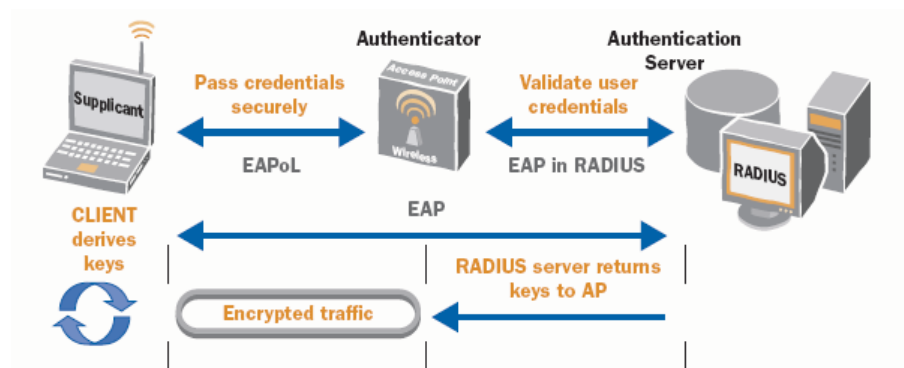 Authenticator
Authentication
Server
Supplicant
Pass credentials
securely
Access Point
Wireless
Validate user
credentials
EAPoL
EAP in RADIUS
RADIUS
CLIENT
derives
keys
EAP
RADIUS server returns
keys to AP
Encrypted traffic